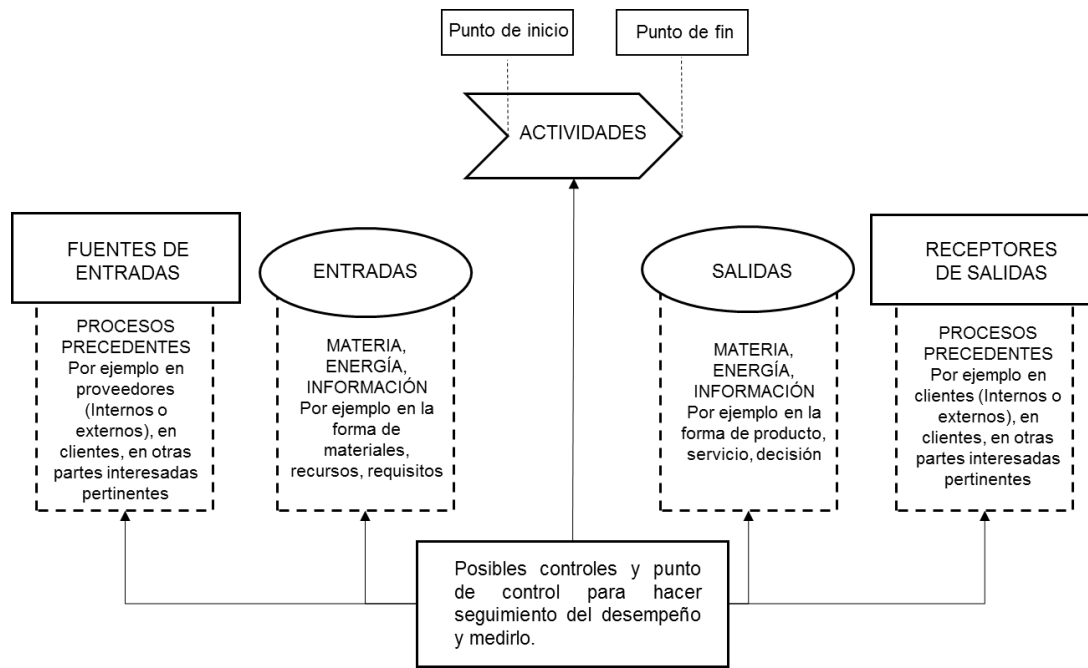 Punto de inicio
Punto de fin
ACTIVIDADES
FUENTES DE
ENTRADAS
PROCESOS
PRECEDENTES
Por ejemplo en
proveedores
(Internos o
externos), en
clientes, en otras
partes interesadas
pertinentes
ENTRADAS
MATERIA,
ENERGÍA,
INFORMACIÓN
Por ejemplo en la
forma de
materiales,
recursos, requisitos
SALIDAS
MATERIA,
ENERGÍA,
INFORMACIÓN
Por ejemplo en la
forma de producto,
servicio, decisión
RECEPTORES
DE SALIDAS
PROCESOS
PRECEDENTES
Por ejemplo en
clientes (Internos o
externos), en
clientes, en otras
partes interesadas
pertinentes
Posibles controles y punto
de control para hacer
seguimiento del desempeño
y medirlo.